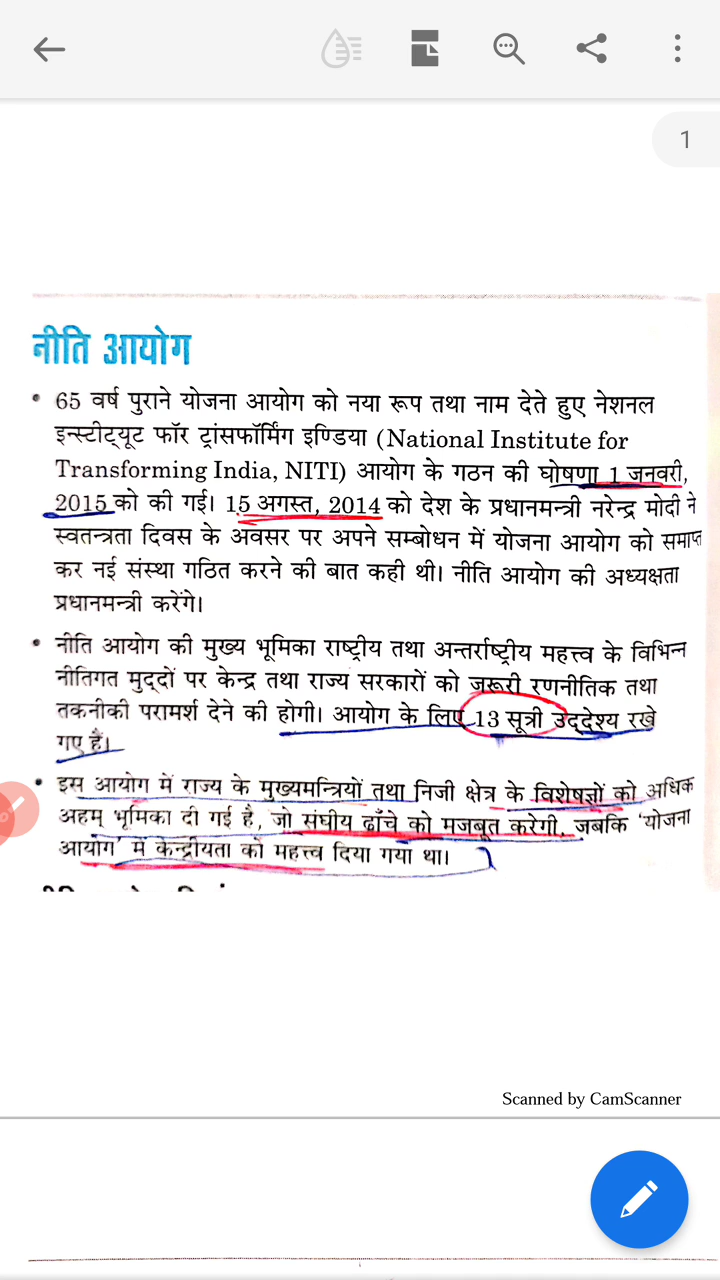 1
नीति आयोग
• 65 वर्ष पुराने योजना आयोग को नया रूप तथा नाम देते हुए नेशनल
इन्स्टीट्यूट फॉर ट्रांसफॉर्मिंग इण्डिया (National Institute for
Transforming India, NITI) आयोग के गठन की घोषणा 1 जनवरी,
2015 को की गई। 15 अगस्त, 2014 को देश के प्रधानमन्त्री नरेन्द्र मोदी ने
स्वतन्त्रता दिवस के अवसर पर अपने सम्बोधन में योजना आयोग को समाप्त
कर नई संस्था गठित करने की बात कही थी। नीति आयोग की अध्यक्षता
प्रधानमन्त्री करेंगे।
• नीति आयोग की मुख्य भूमिका राष्ट्रीय तथा अन्तर्राष्ट्रीय महत्त्व के विभिन्न
नीतिगत मुद्दों पर केन्द्र तथा राज्य सरकारों को जरूरी रणनीतिक तथा
तकनीकी परामर्श देने की होगी। आयोग के लिए 13 सूत्री उद्देश्य रखे
गए हैं।
• इस आयोग में राज्य के मुख्यमन्त्रियों तथा निजी क्षेत्र के विशेषज्ञों को अधिक
अहम् भूमिका दी गई है, जो संघीय ढाँचे को मजबूत करेगी, जबकि 'योजना
आयोग' में केन्द्रीयता को महत्त्व दिया गया था।
Scanned by CamScanner